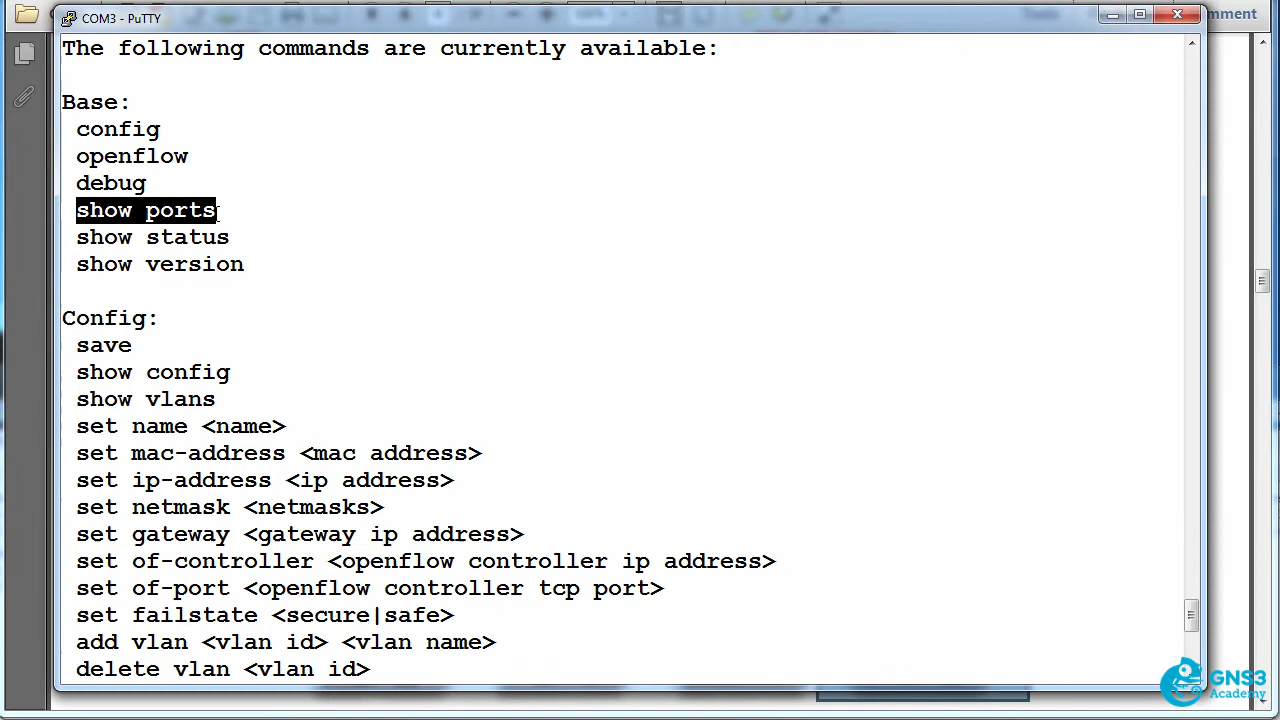 COM3 - PuTTY
mment
The following commands are currently available:
Base:
config
openflow
debug
show ports
show status
show version
Config:
save
show config
show vlans
set name <name>
set mac-address <mac address>
set ip-address <ip address>
set netmask <netmasks>
set gateway <gateway ip address>
set of-controller <openflow controller ip address>
set of-port <openflow controller tcp port>
set failstate <secure|safe>
add vlan <vlan id> <vlan name>
delete vlan <vlan id>
GNS3
Academy